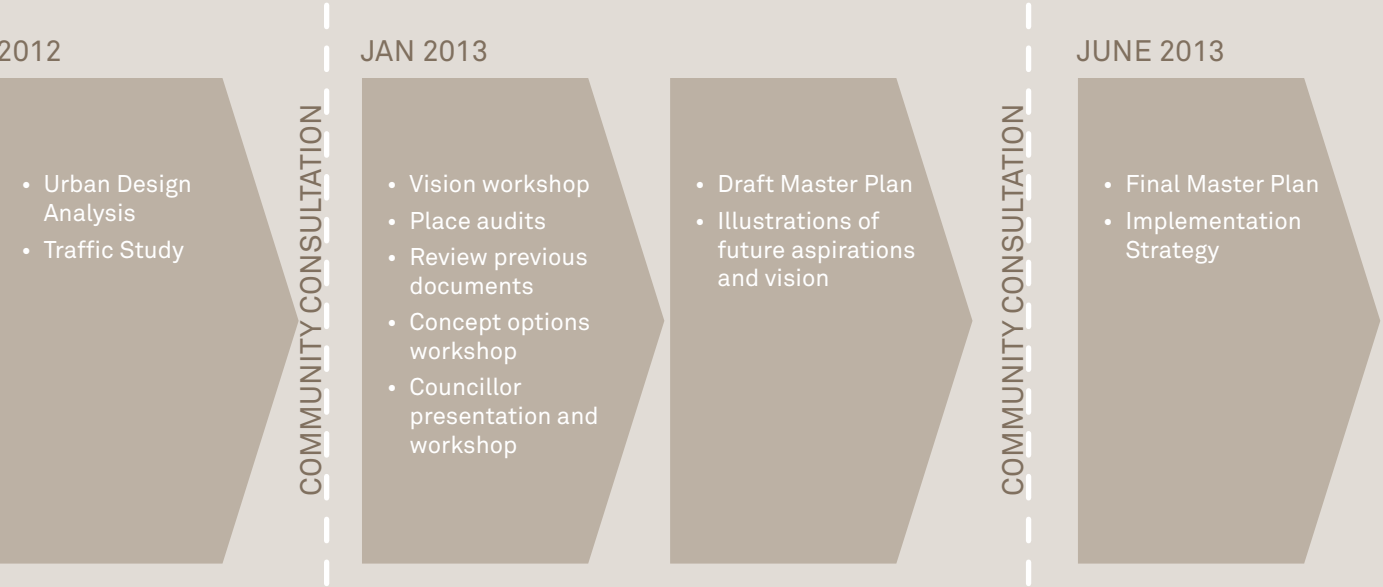 2012
• Urban Design
Analysis
• Traffic Study
COMMUNITY CONSULTATION
JAN 2013
• Vision workshop
• Place audits
• Review previous
documents
• Concept options
workshop
• Councillor
presentation and
workshop
• Draft Master Plan
• Illustrations of
future aspirations
and vision
COMMUNITY CONSULTATION
JUNE 2013
• Final Master Plan
• Implementation
Strategy